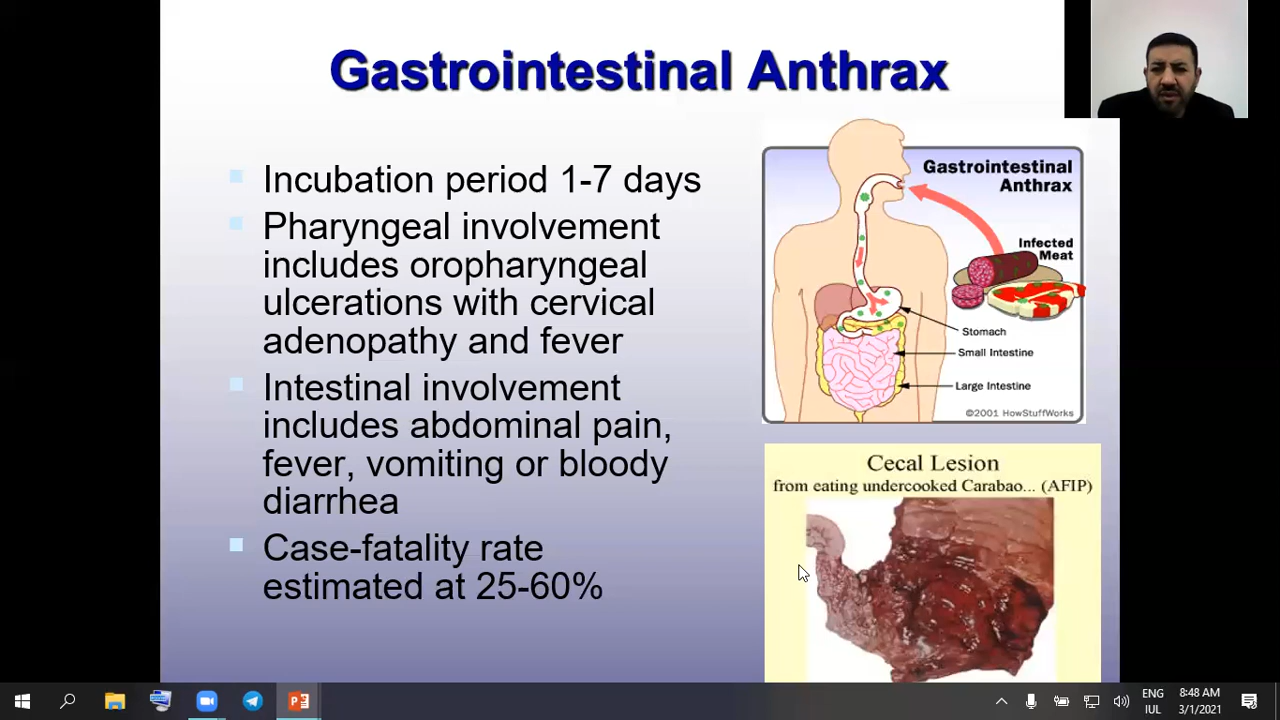 Gastrointestinal Anthrax
Incubation period 1-7 days
Pharyngeal involvement
includes oropharyngeal
ulcerations with cervical
adenopathy and fever
Intestinal involvement
includes abdominal pain,
fever, vomiting or bloody
diarrhea
Case-fatality rate
estimated at 25-60%
Gastrointestinal
Anthrax
Infected
Meat
Stomach
Small Intestine
Large Intestine
©2001 HowStuffWorks
Cecal Lesion
from eating undercooked Carabao... (AFIP)
ENG
IUL
8:48 AM
3/1/2021